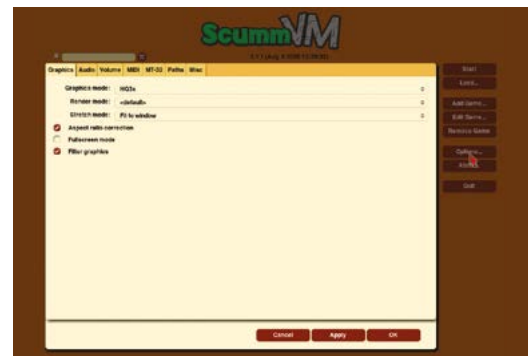 ScummVM
Graphics Audio Volume MIDI MT-32 Paths Misc
Graphics mode: HQ3x
Render mode: <default>
Stretch mode: Fit to window
Aspect ratio correction
Fullscreen mode
Filter graphics
Start
Load...
Add Game...
Edit Game...
Remove Game
Options...
Quit
Cancel Apply OK